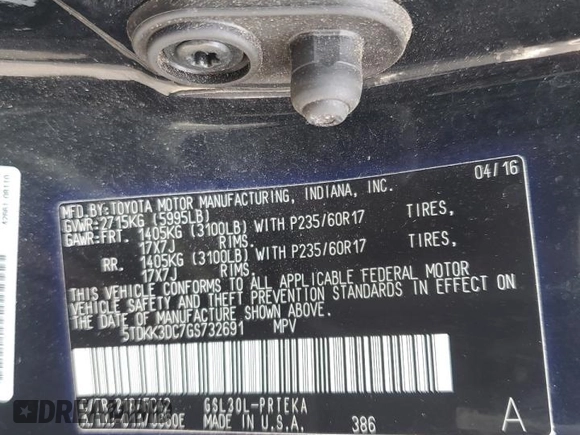 04/16
MFD.BY:TOYOTA MOTOR MANUFACTURING, INDIANA, INC.
GVWR:2715KG (5995LB)
GAWR:FRT. 1405KG (3100LB) WITH P235/60R17 TIRES,
17X7J RIMS.
RR. 1405KG (3100LB) WITH P235/60R17 TIRES,
17X7J RIMS.
THIS VEHICLE CONFORMS TO ALL APPLICABLE FEDERAL MOTOR
VEHICLE SAFETY AND THEFT PREVENTION STANDARDS IN EFFECT ON
THE DATE OF MANUFACTURE SHOWN ABOVE.
5TDKK3DC7GS732691 MPV
GSL30L-PRTEKA
MADE IN U.S.A. 386 A